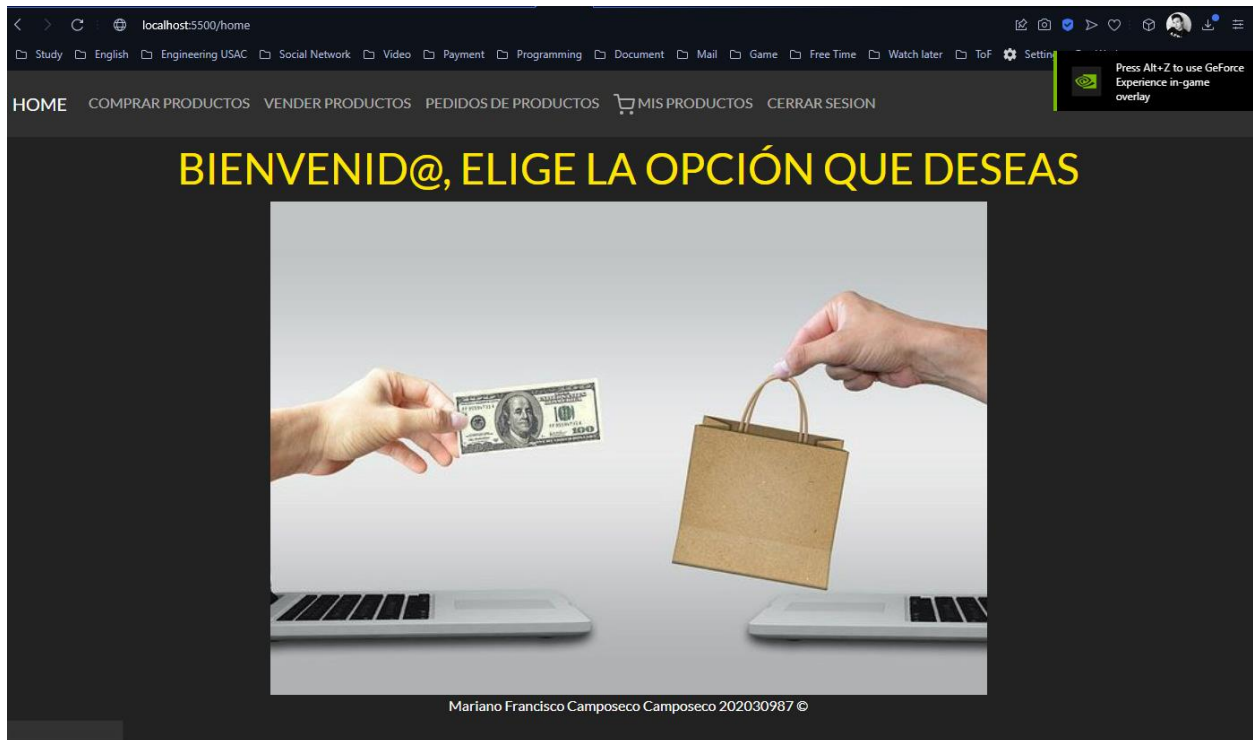 localhost:5500/home
Study English Engineering USAC Social Network Video Payment Programming Document Mail Game Free Time Watch later ToF
Press Alt+Z to use GeForce
Experience in-game
overlay
HOME COMPRAR PRODUCTOS VENDER PRODUCTOS PEDIDOS DE PRODUCTOS MIS PRODUCTOS CERRAR SESION
BIENVENID@, ELIGE LA OPCIÓN QUE DESEAS
100
Mariano Francisco Camposeco Camposeco 202030987 ©